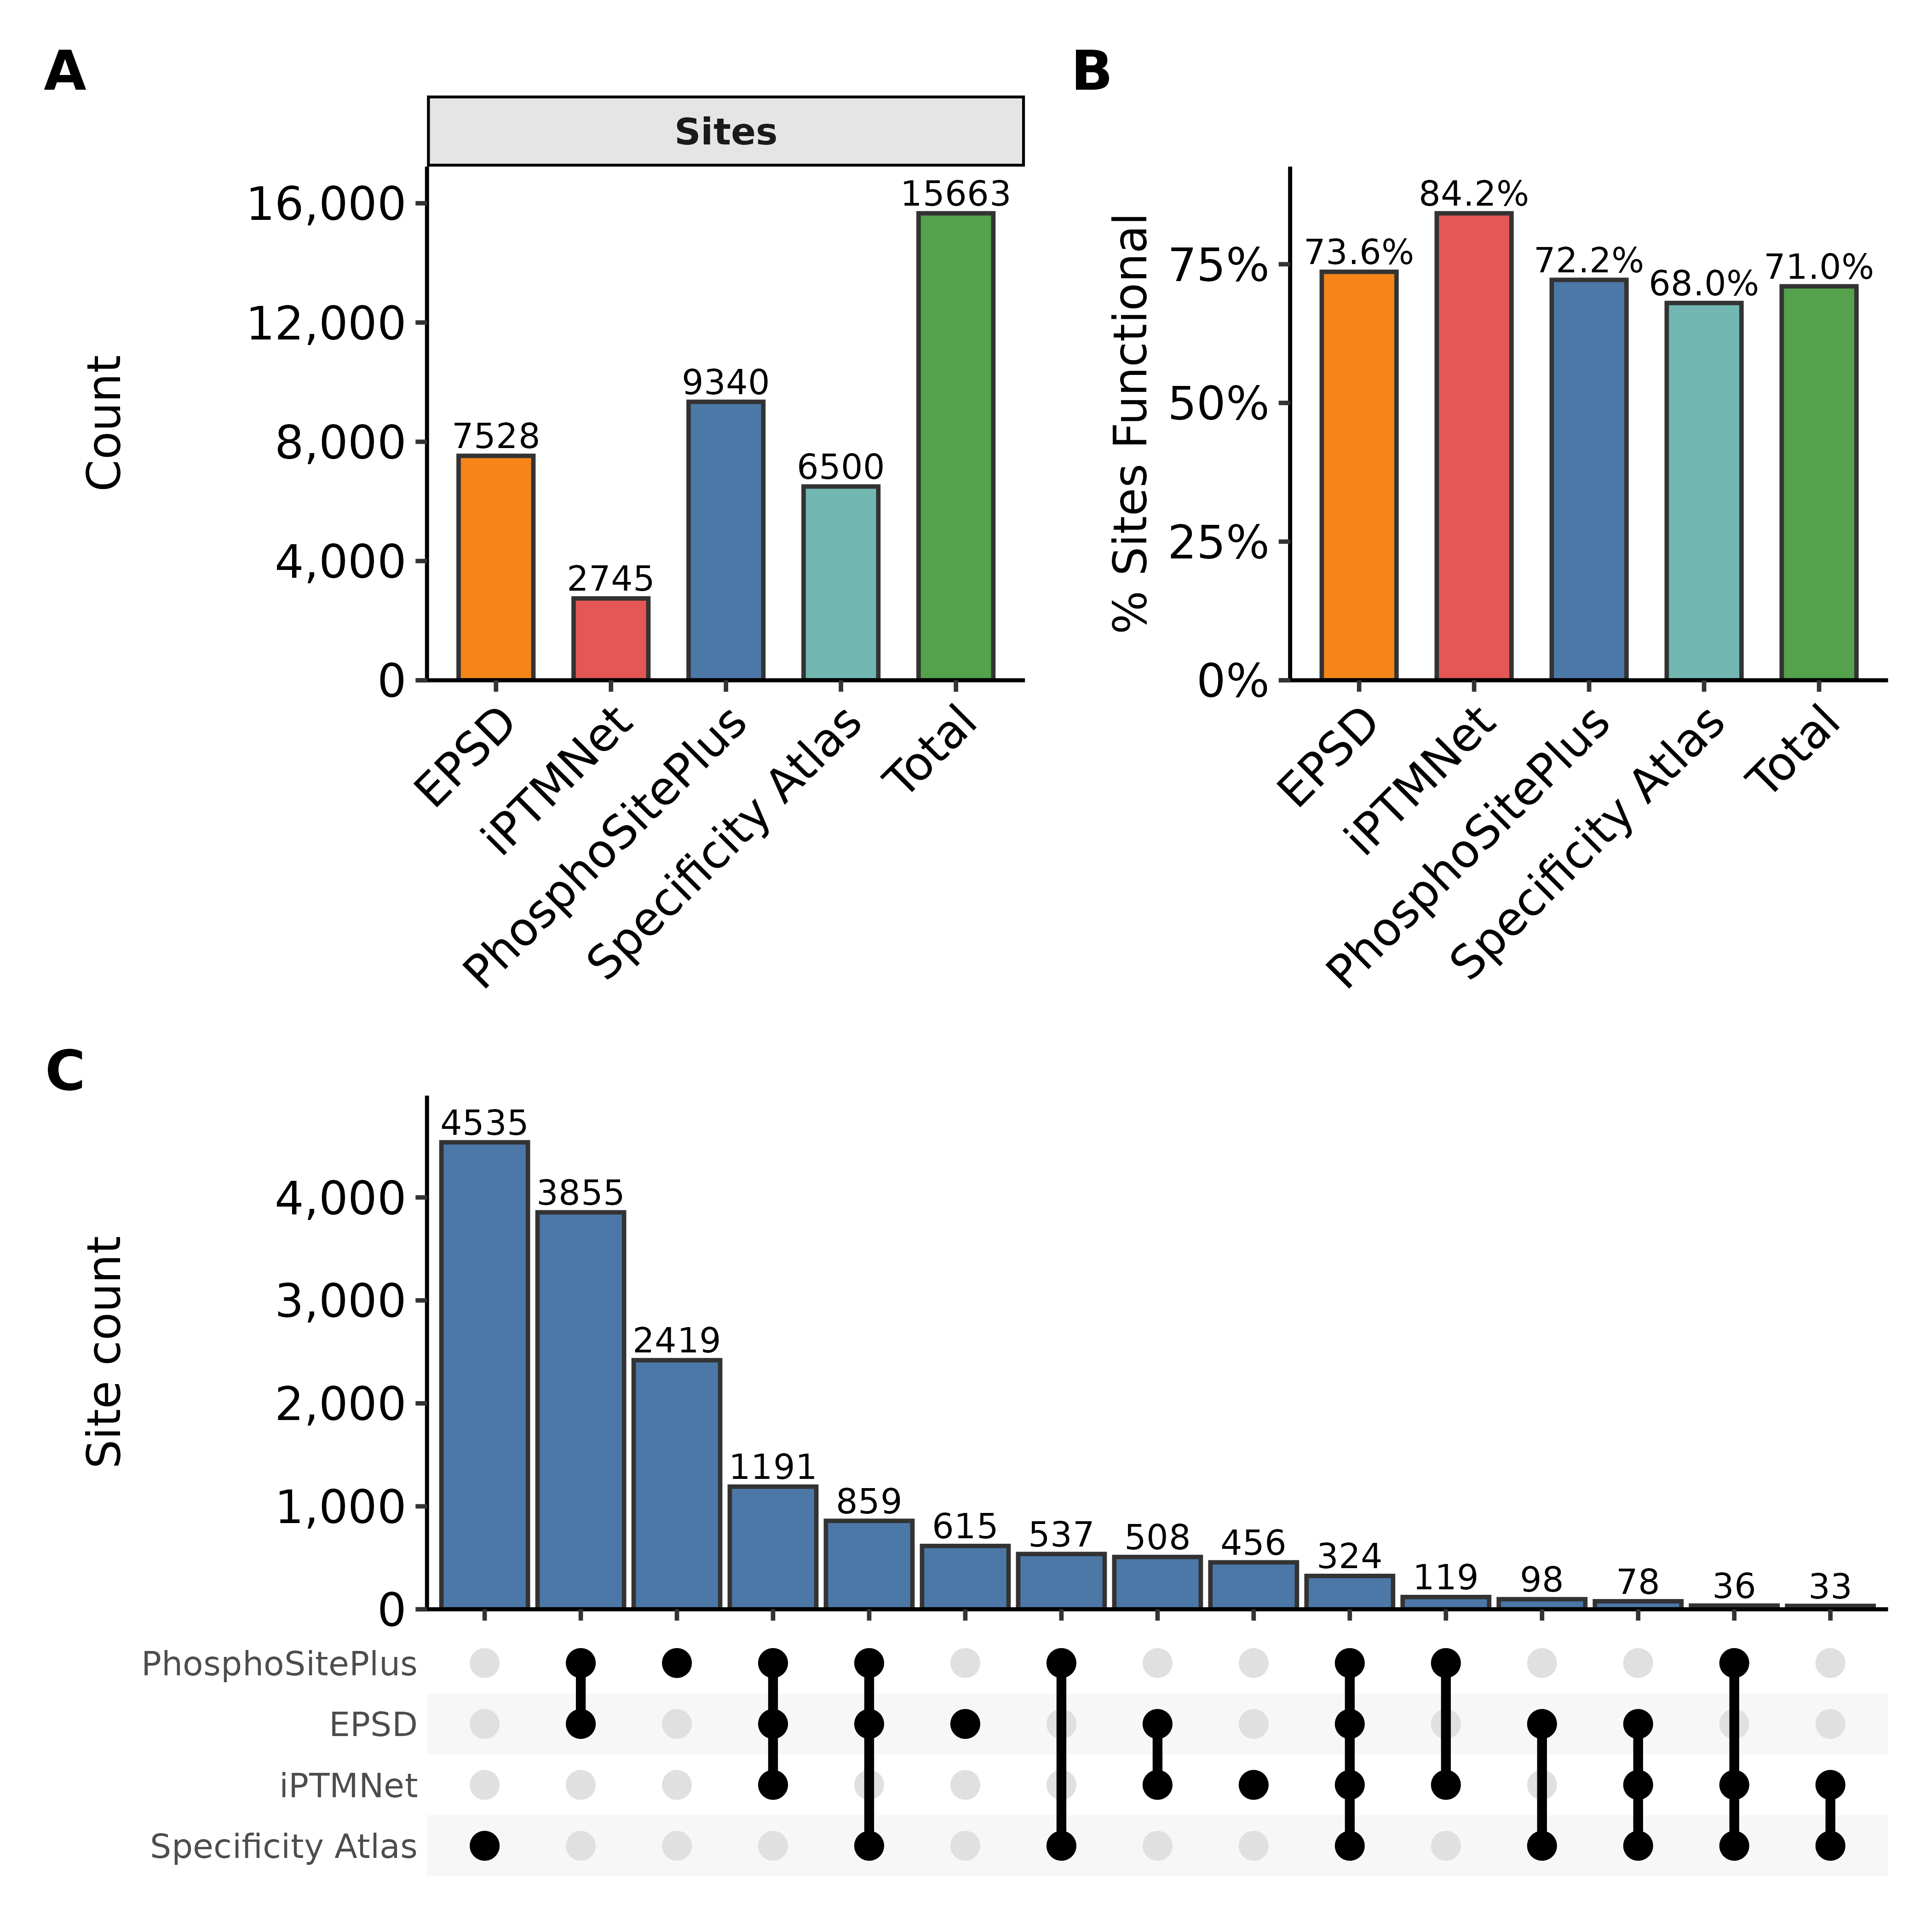 A
Sites
Count
16,000
12,000
8,000
4,000
0
7528
2745
9340
6500
15663
EPSD
iPTMNet
PhosphoSitePlus
Specificity Atlas
Total
B
% Sites Functional
75%
50%
25%
0%
73.6%
84.2%
72.2%
68.0%
71.0%
EPSD
iPTMNet
PhosphoSitePlus
Specificity Atlas
Total
C
Site count
4,000
3,000
2,000
1,000
0
4535
3855
2419
1191
859
615
537
508
456
324
119
98
78
36
33
PhosphoSitePlus
EPSD
iPTMNet
Specificity Atlas